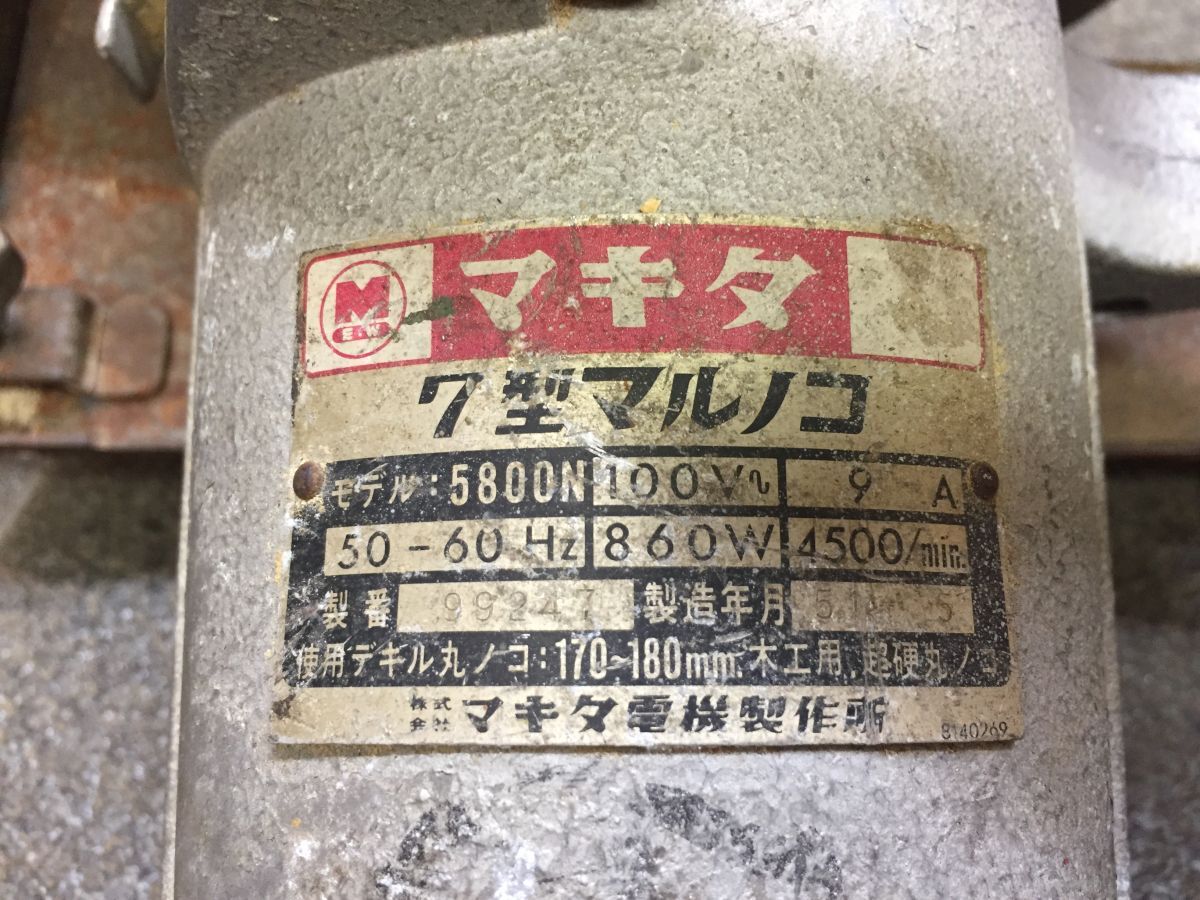 M
E.W
マキタ
7型マルノコ
モデル:5800N 100V∿ 9 A
50-60Hz 860W 4500/min.
製番 99247 製造年月
使用デキル丸ノコ:170~180mm.木工用,超硬丸ノコ
株式会社 マキタ電機製作所
8140269